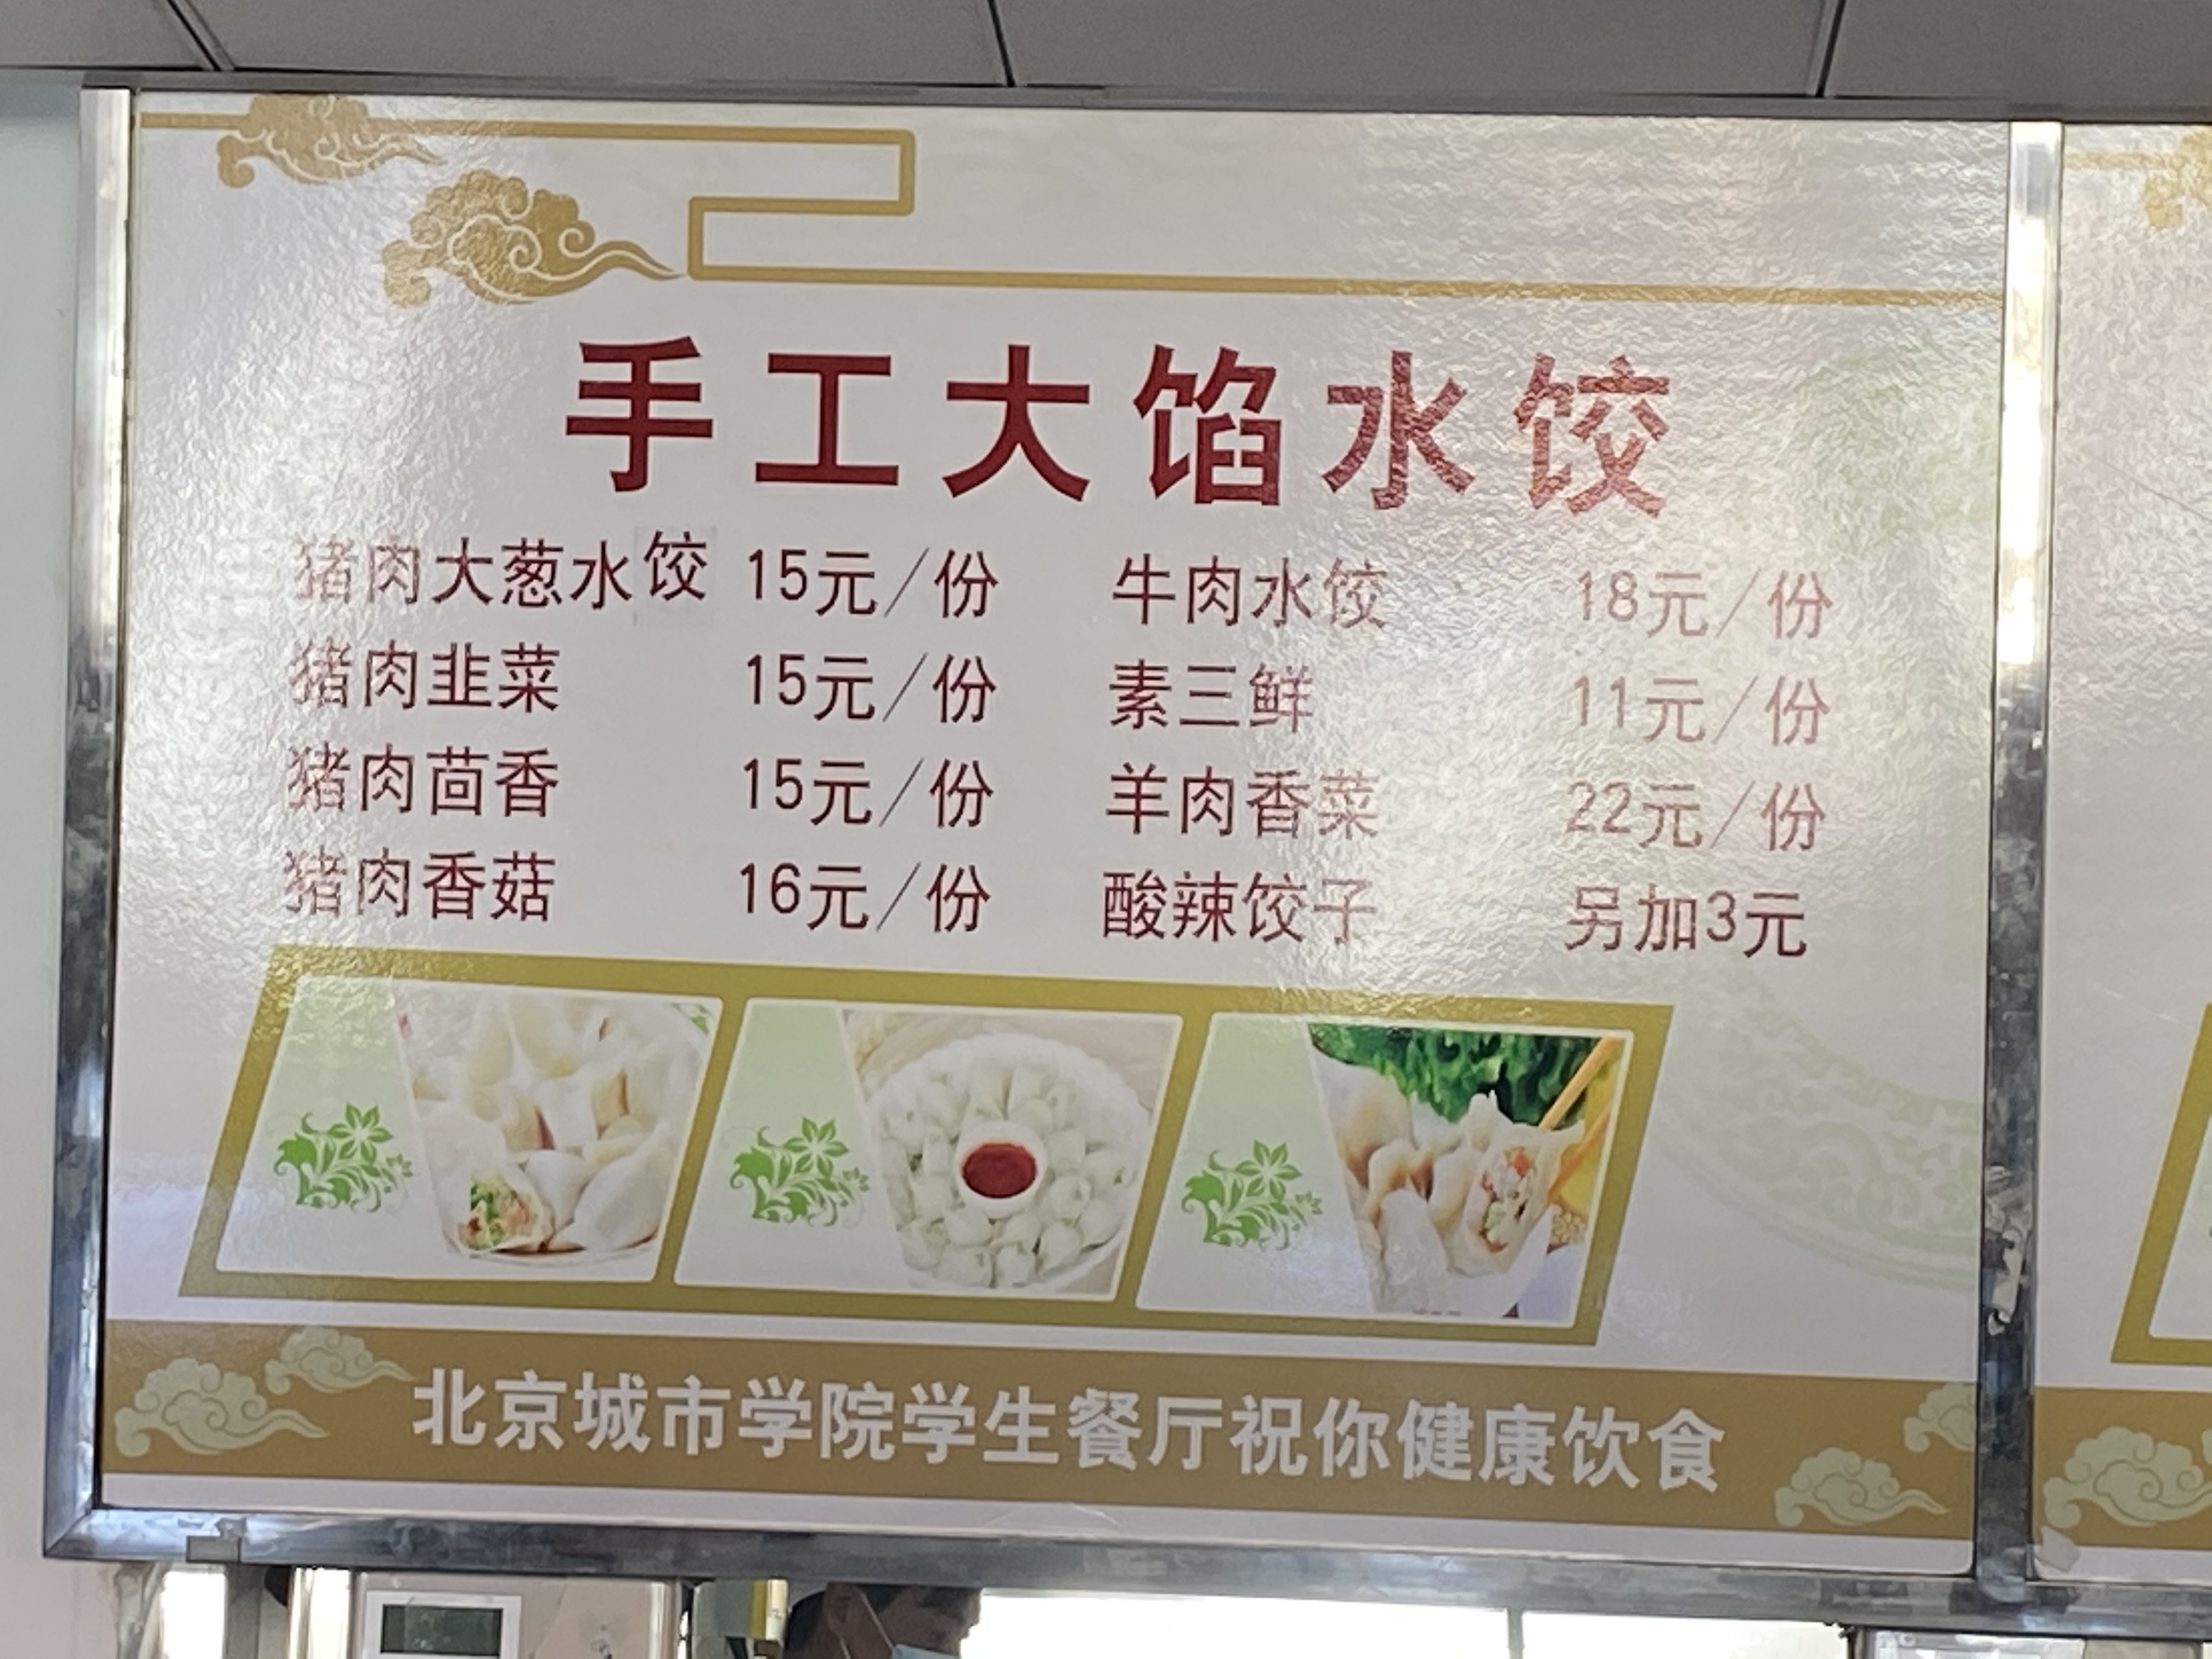 手工大馅水饺
猪肉大葱水饺 15元/份 牛肉水饺 18元/份
猪肉韭菜 15元/份 素三鲜 11元/份
猪肉茴香 15元/份 羊肉香菜 22元/份
猪肉香菇 16元/份 酸辣饺子 另加3元
北京城市学院学生餐厅祝你健康饮食